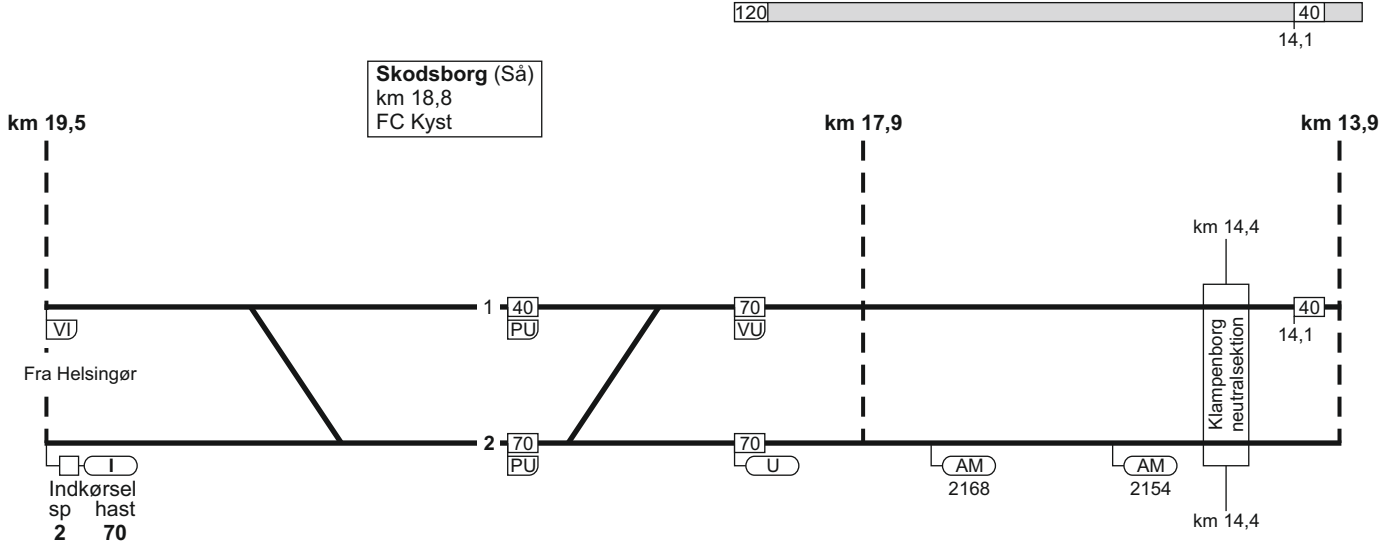 120
40
14,1
Skodsborg (Så)
km 18,8
FC Kyst
km 19,5
km 17,9
km 13,9
km 14,4
1
40
70
40
VI
PU
VU
14,1
Fra Helsingør
Klampenborg
neutralsektion
2
70
70
I
PU
U
AM
AM
Indkørsel
2168
2154
sp hast
2 70
km 14,4